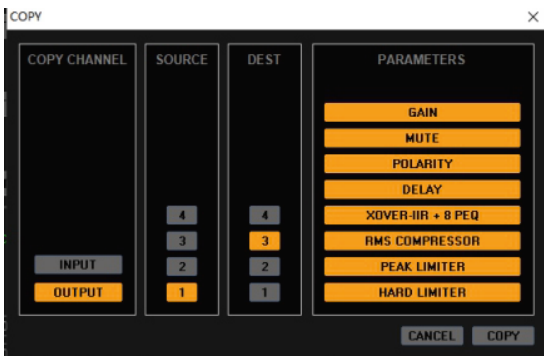 COPY
COPY CHANNEL
INPUT
OUTPUT
SOURCE
4
3
2
1
DEST
4
3
2
1
PARAMETERS
GAIN
MUTE
POLARITY
DELAY
XOVER-IIR + 8 PEQ
RMS COMPRESSOR
PEAK LIMITER
HARD LIMITER
CANCEL
COPY